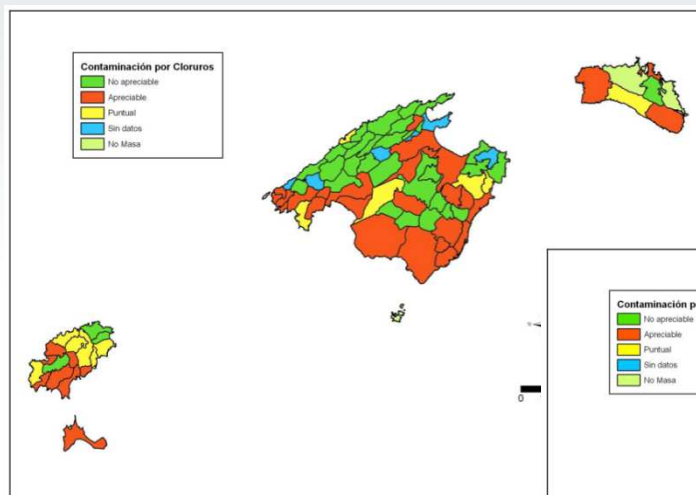 Contaminación por Cloruros
No apreciable
Apreciable
Puntual
Sin datos
No Masa
Contaminación p
No apreciable
Apreciable
Puntual
Sin datos
No Masa
0